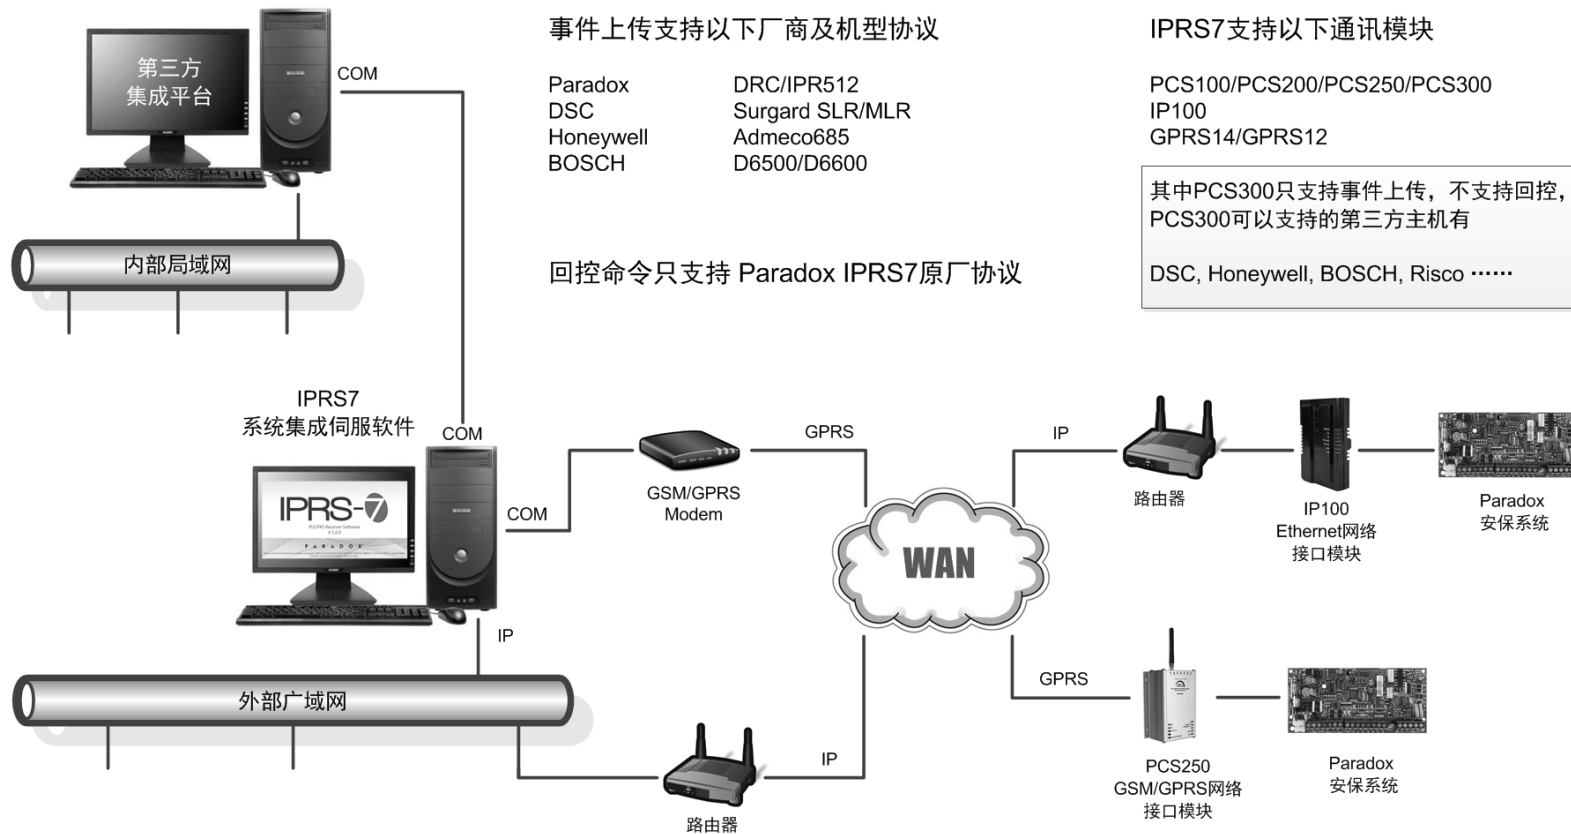 第三方
集成平台
COM
内部局域网
事件上传支持以下厂商及机型协议
Paradox DRC/IPR512
DSC Surgard SLR/MLR
Honeywell Admeco685
BOSCH D6500/D6600
回控命令只支持 Paradox IPRS7原厂协议
IPRS7支持以下通讯模块
PCS100/PCS200/PCS250/PCS300
IP100
GPRS14/GPRS12
其中PCS300只支持事件上传，不支持回控，
PCS300可以支持的第三方主机有
DSC, Honeywell, BOSCH, Risco ······
IPRS7
系统集成伺服软件
COM
IPRS-7
IP/GPRS Receiver Software
PARADOX
COM
GSM/GPRS
Modem
GPRS
WAN
IP
路由器
IP100
Ethernet网络
接口模块
Paradox
安保系统
IP
外部广域网
路由器
IP
GPRS
PCS250
GSM/GPRS网络
接口模块
Paradox
安保系统